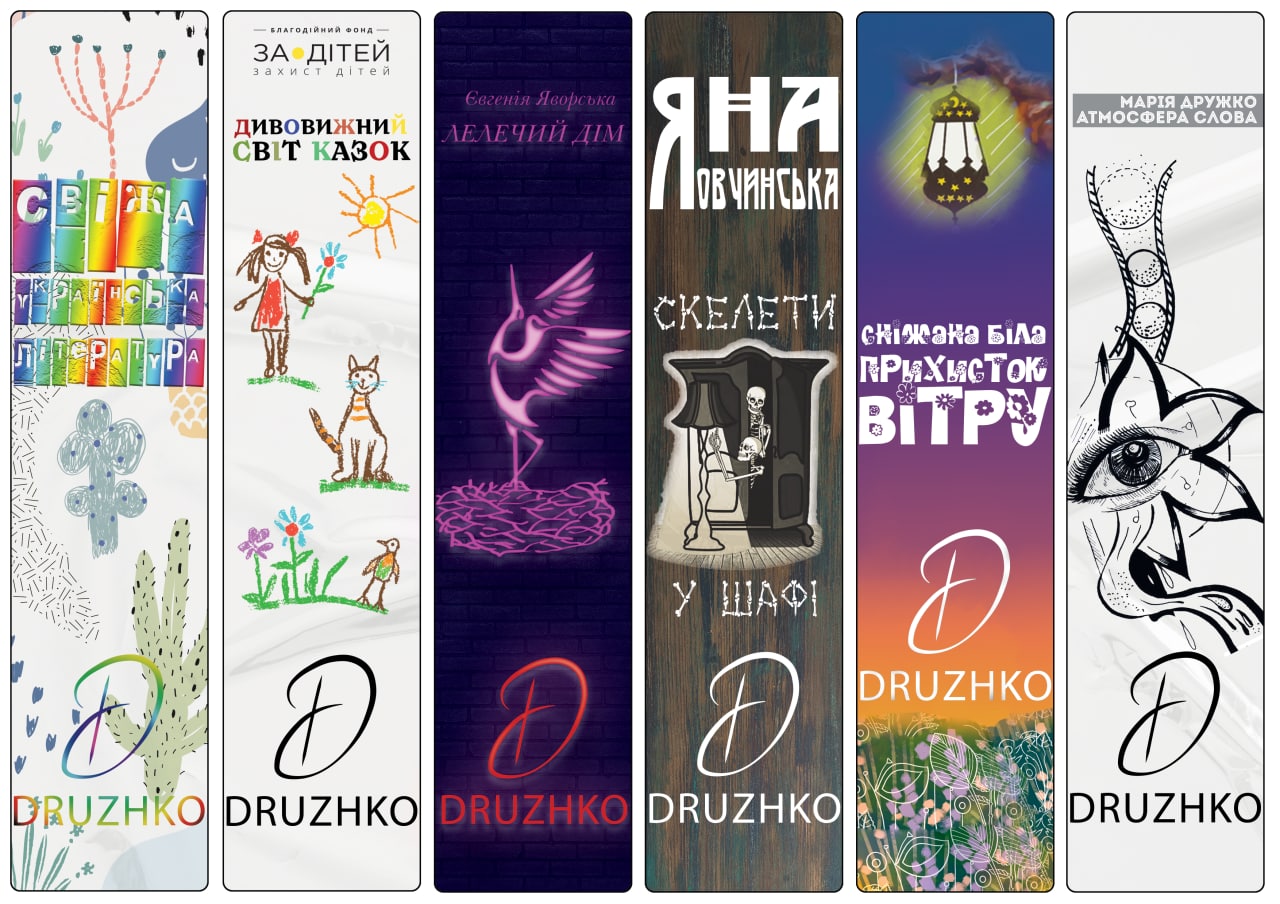 СВІЖА
УКРАЇНСЬКА
ЛІТЕРАТУРА
DRUZHKO
БЛАГОДІЙНИЙ ФОНД
ЗА ДІТЕЙ
захист дітей
ДИВОВИЖНИЙ
СВІТ КАЗОК
DRUZHKO
Євгенія Яворська
ЛЕЛЕЧИЙ ДІМ
DRUZHKO
ЯНА
ЯОВЧИНСЬКА
СКЕЛЕТИ
У ШАФІ
DRUZHKO
СНІЖАНА БІЛА
ПРИХИСТОК
ВІТРУ
DRUZHKO
МАРІЯ ДРУЖКО
АТМОСФЕРА СЛОВА
DRUZHKO